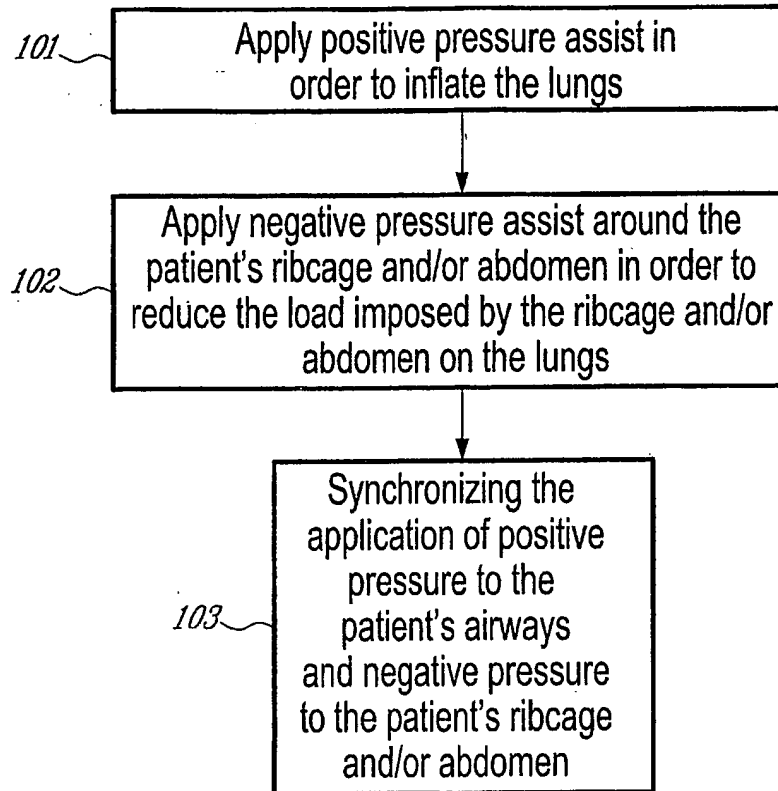 101
Apply positive pressure assist in
order to inflate the lungs
102
Apply negative pressure assist around the
patient's ribcage and/or abdomen in order to
reduce the load imposed by the ribcage and/or
abdomen on the lungs
103
Synchronizing the
application of positive
pressure to the
patient's airways
and negative pressure
to the patient's ribcage
and/or abdomen